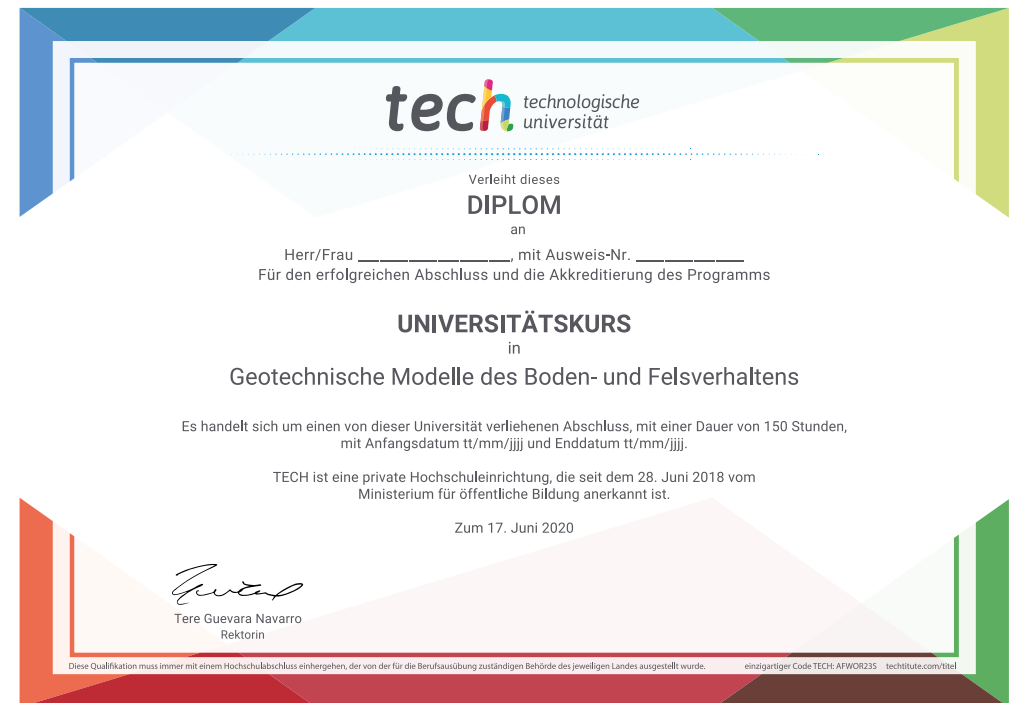 tech technologische
universität
Verleiht dieses
DIPLOM
an
Herr/Frau ____________, mit Ausweis-Nr. ____________
Für den erfolgreichen Abschluss und die Akkreditierung des Programms
UNIVERSITÄTSKURS
in
Geotechnische Modelle des Boden- und Felsverhaltens
Es handelt sich um einen von dieser Universität verliehenen Abschluss, mit einer Dauer von 150 Stunden,
mit Anfangsdatum tt/mm/jjjj und Enddatum tt/mm/jjjj.
TECH ist eine private Hochschuleinrichtung, die seit dem 28. Juni 2018 vom
Ministerium für öffentliche Bildung anerkannt ist.
Zum 17. Juni 2020
Tere Guevara Navarro
Rektorin
Diese Qualifikation muss immer mit einem Hochschulabschluss einhergehen, der von der für die Berufsausübung zuständigen Behörde des jeweiligen Landes ausgestellt wurde. einzigartiger Code TECH: AFWOR23S techtitute.com/titel